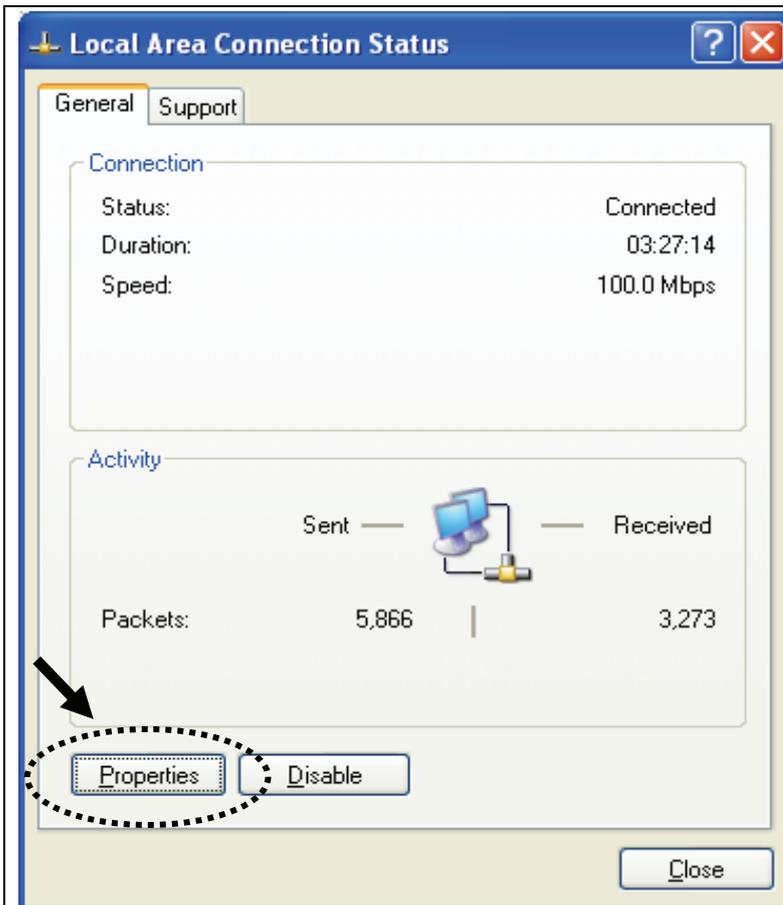 Local Area Connection Status
General Support
Connection
Status: Connected
Duration: 03:27:14
Speed: 100.0 Mbps
Activity
Sent Received
Packets: 5,866 3,273
Properties Disable
Close